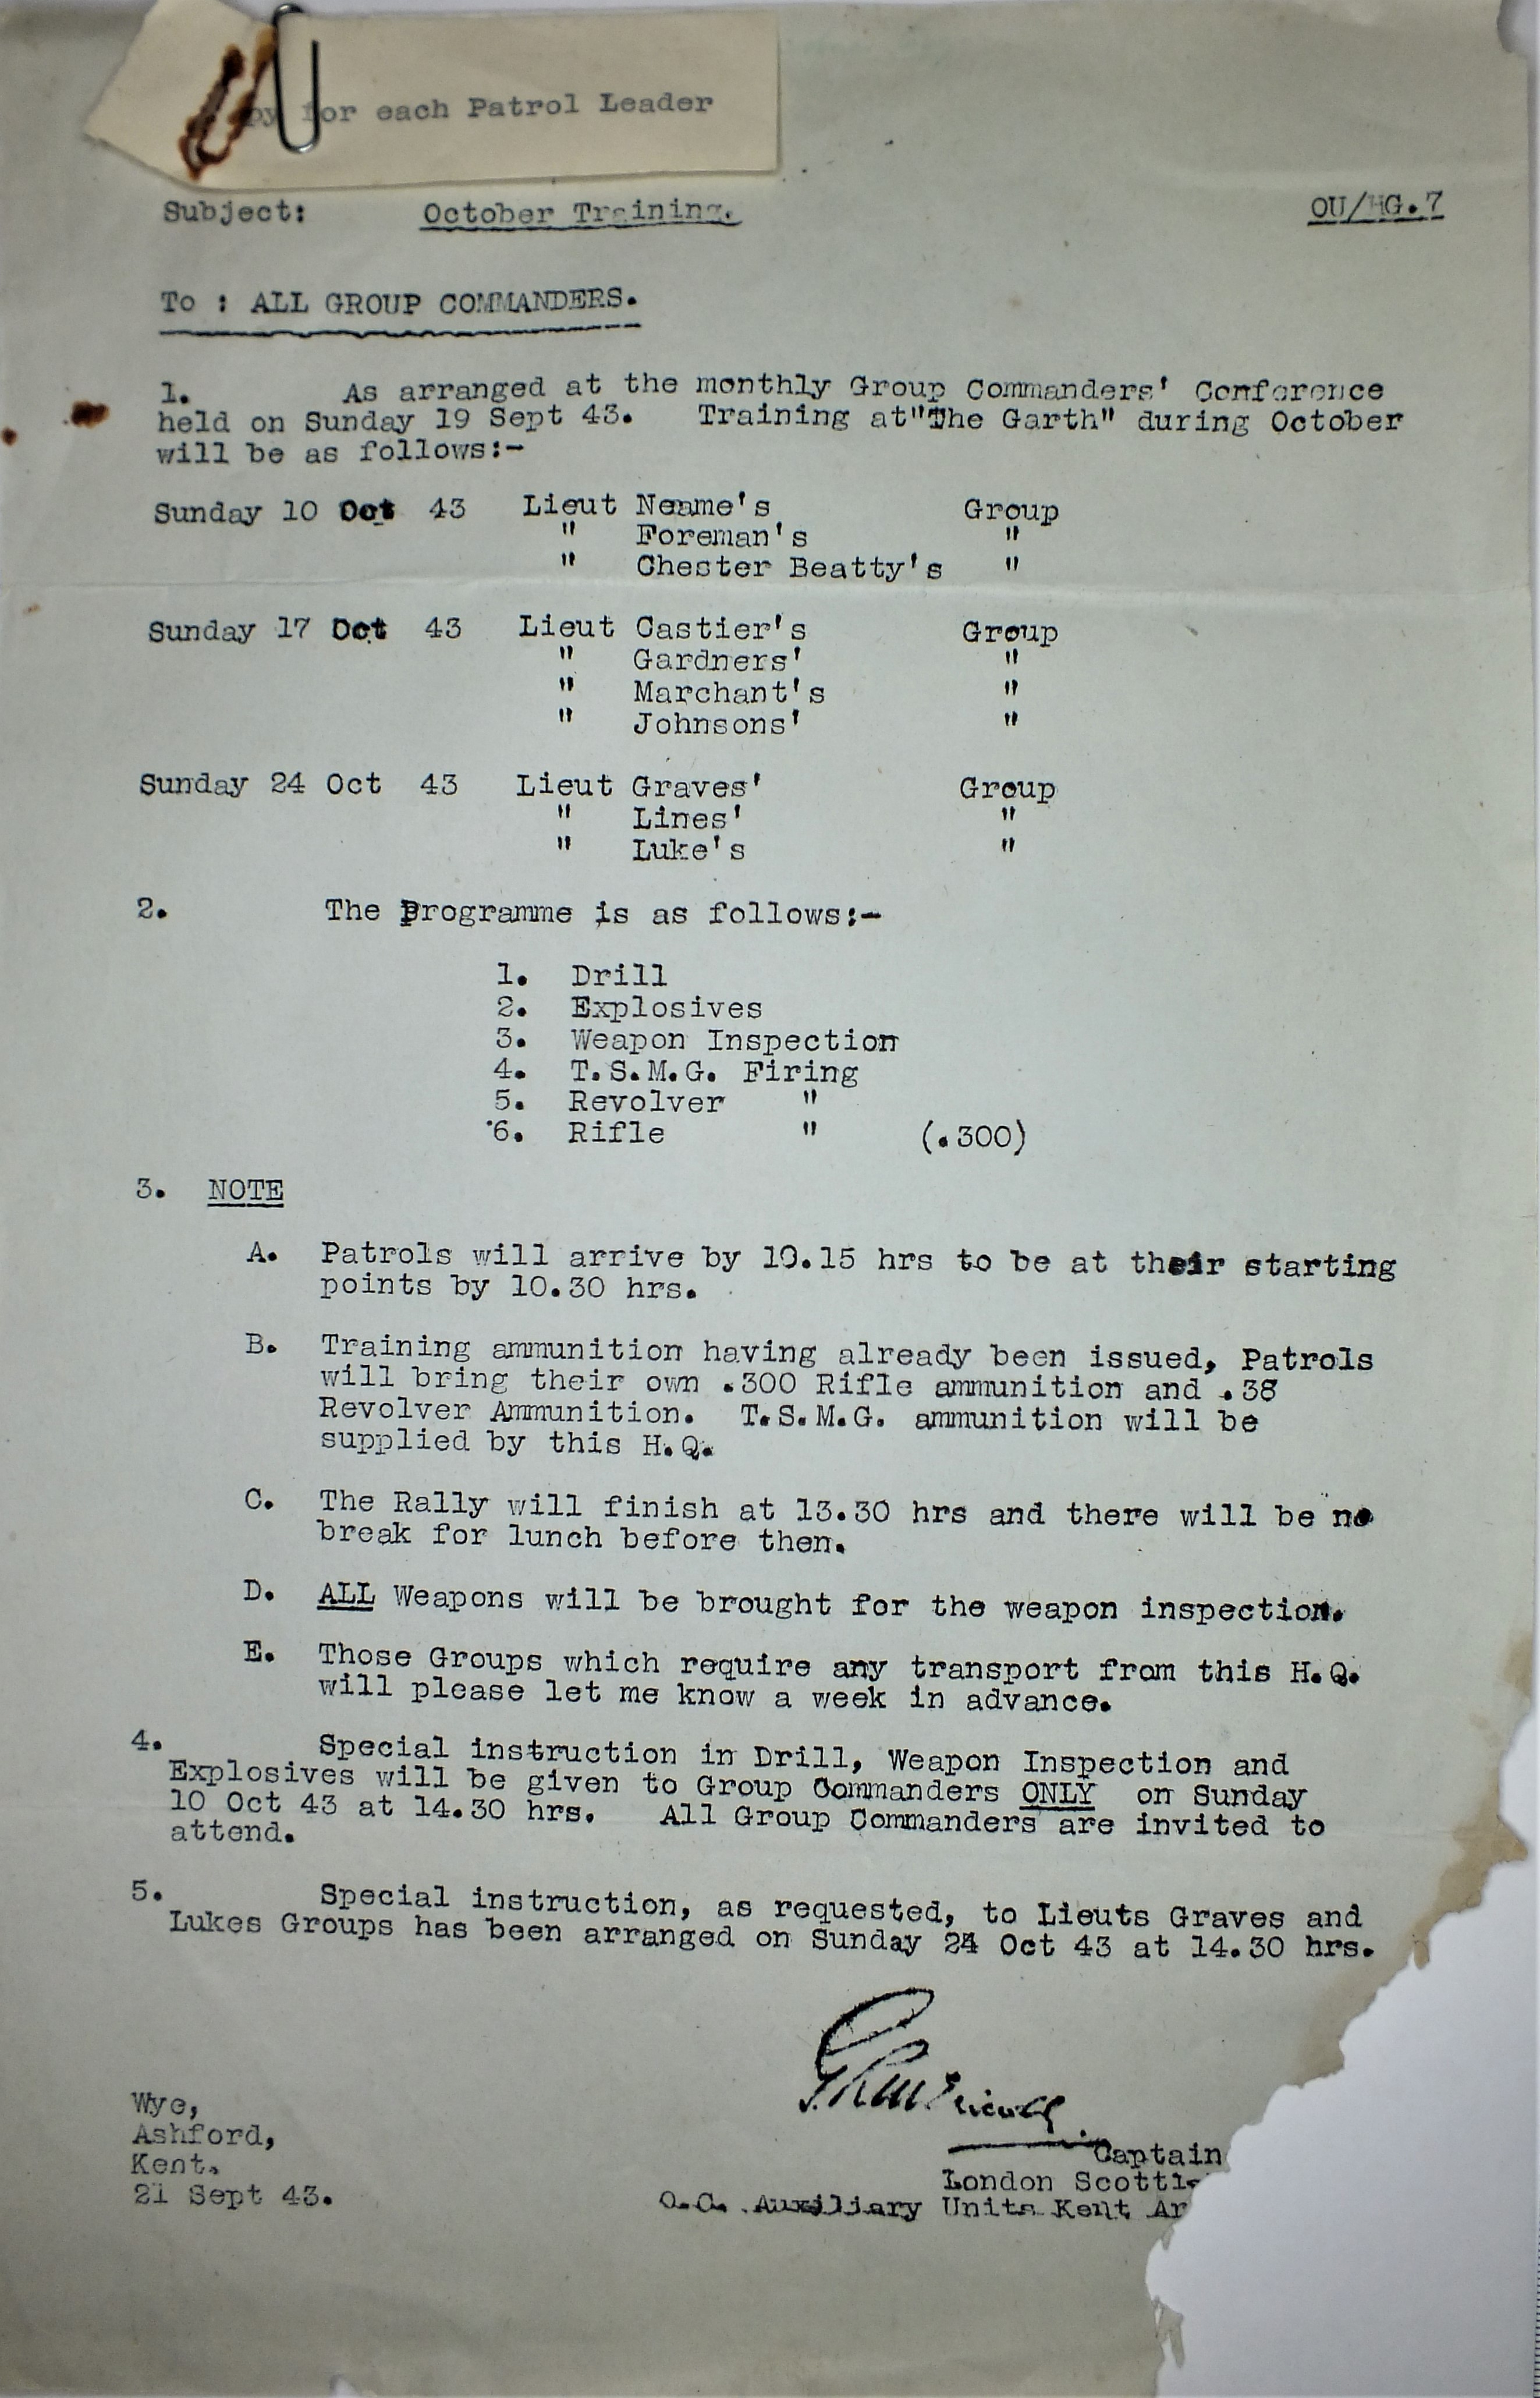 for each Patrol Leader
Subject: October Training. OU/HG.7
To : ALL GROUP COMMANDERS.
1. As arranged at the monthly Group Commanders' Conference
held on Sunday 19 Sept 43. Training at"The Garth" during October
will be as follows:-
Sunday 10 Oct 43 Lieut Neame's Group
" Foreman's "
" Chester Beatty's "
Sunday 17 Oct 43 Lieut Castier's Group
" Gardners' "
" Marchant's "
" Johnsons' "
Sunday 24 Oct 43 Lieut Graves' Group
" Lines' "
" Luke's "
2. The Programme is as follows:-
1. Drill
2. Explosives
3. Weapon Inspection
4. T.S.M.G. Firing
5. Revolver "
6. Rifle " (.300)
3. NOTE
A. Patrols will arrive by 10.15 hrs to be at their starting
points by 10.30 hrs.
B. Training ammunition having already been issued, Patrols
will bring their own .300 Rifle ammunition and .38
Revolver Ammunition. T.S.M.G. ammunition will be
supplied by this H.Q.
C. The Rally will finish at 13.30 hrs and there will be no
break for lunch before then.
D. ALL Weapons will be brought for the weapon inspection.
E. Those Groups which require any transport from this H.Q.
will please let me know a week in advance.
4. Special instruction in Drill, Weapon Inspection and
Explosives will be given to Group Commanders ONLY on Sunday
10 Oct 43 at 14.30 hrs. All Group Commanders are invited to
attend.
5. Special instruction, as requested, to Lieuts Graves and
Lukes Groups has been arranged on Sunday 24 Oct 43 at 14.30 hrs.
Wye,
Ashford,
Kent.
21 Sept 43.
Captain
London
O.C. Auxiliary Units Kent